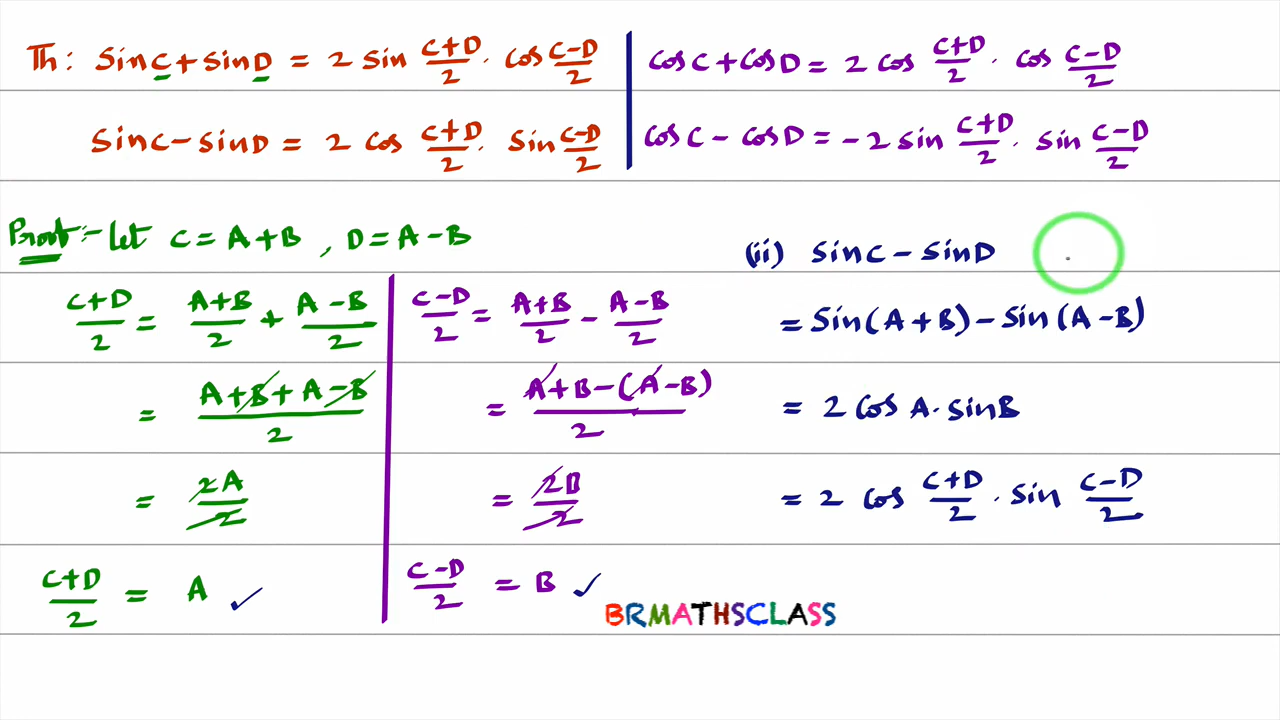 Th: SinC + sinD = 2 sin (C+D)/2 · cos (C-D)/2
SinC - sinD = 2 cos (C+D)/2 · sin (C-D)/2
cosC + cosD = 2 cos (C+D)/2 · cos (C-D)/2
cosC - cosD = -2 sin (C+D)/2 · sin (C-D)/2
Proof:- Let C = A+B , D = A-B
(C+D)/2 = (A+B)/2 + (A-B)/2
= (A+B+A-B)/2
= 2A/2
(C+D)/2 = A ✓
(C-D)/2 = (A+B)/2 - (A-B)/2
= (A+B-(A-B))/2
= 2B/2
(C-D)/2 = B ✓
(ii) sinC - sinD
= Sin(A+B) - sin(A-B)
= 2 cos A · sinB
= 2 cos (C+D)/2 · sin (C-D)/2
BRMATHSCLASS